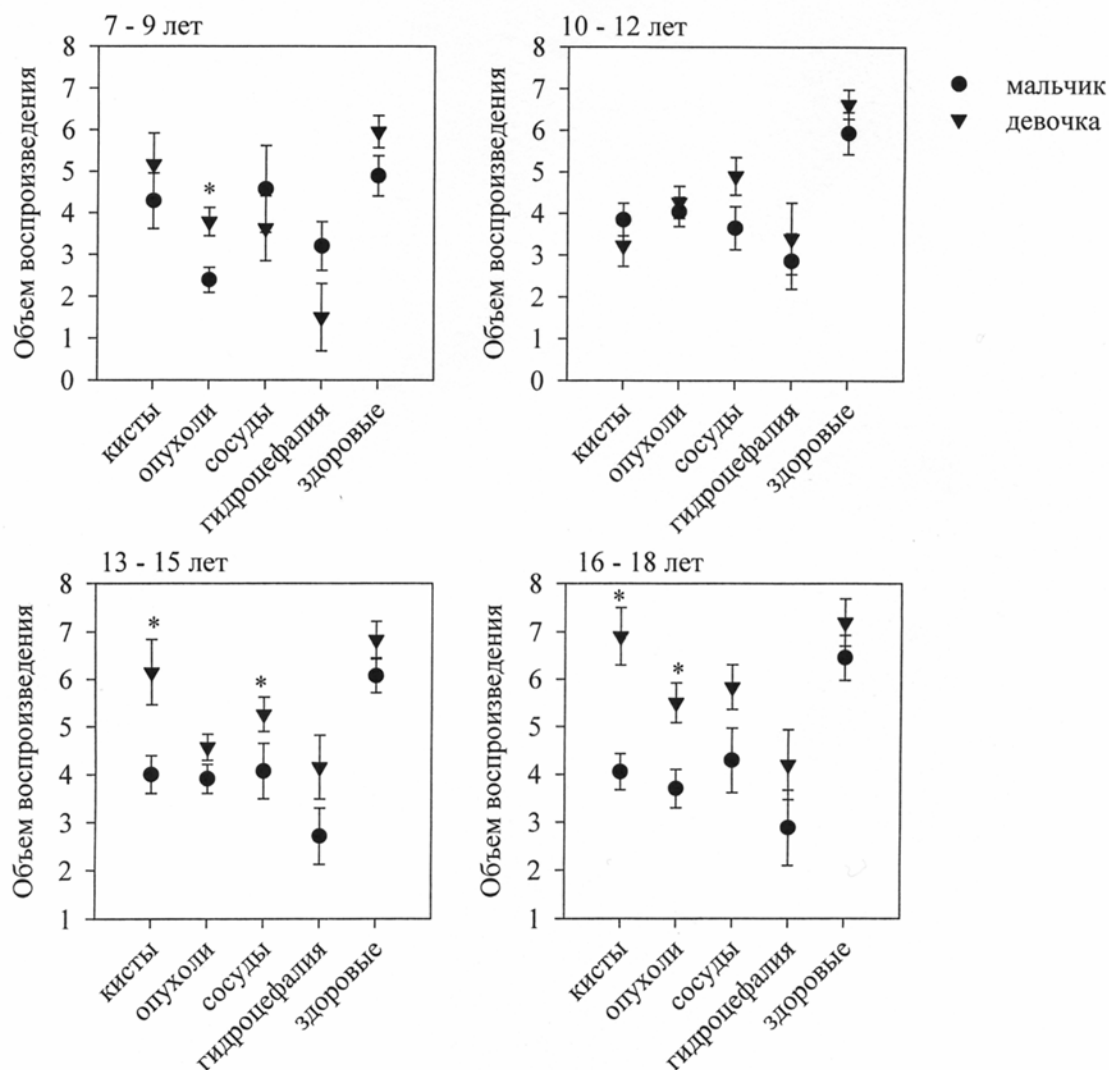 7 - 9 лет
Объем воспроизведения
8
7
6
5
4
3
2
1
0
*
кисты
опухоли
сосуды
гидроцефалия
здоровые
10 - 12 лет
Объем воспроизведения
8
7
6
5
4
3
2
1
0
кисты
опухоли
сосуды
гидроцефалия
здоровые
мальчик
девочка
13 - 15 лет
Объем воспроизведения
8
7
6
5
4
3
2
1
*
*
кисты
опухоли
сосуды
гидроцефалия
здоровые
16 - 18 лет
Объем воспроизведения
8
7
6
5
4
3
2
1
*
*
кисты
опухоли
сосуды
гидроцефалия
здоровые